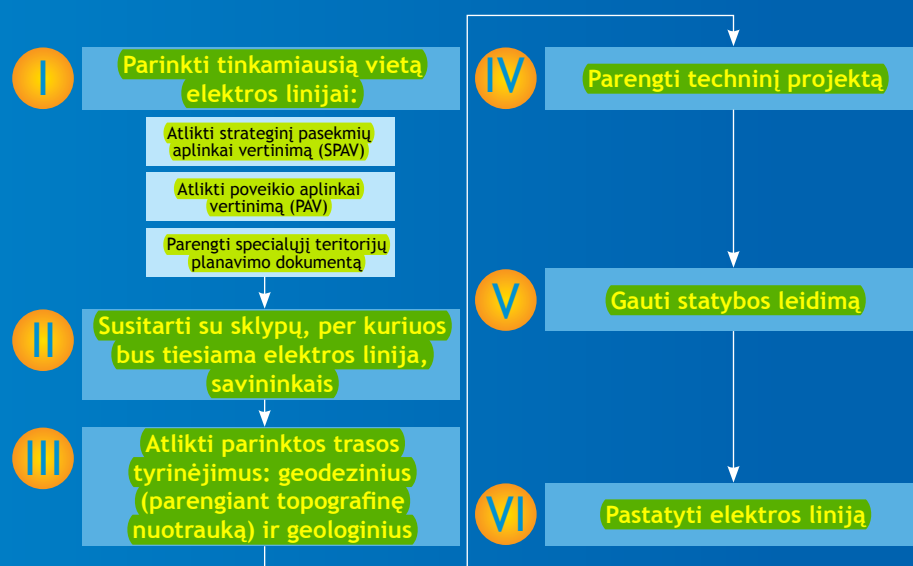 I
Parinkti tinkamiausią vietą
elektros linijai:
Atlikti strateginį pasekmių
aplinkai vertinimą (SPAV)
Atlikti poveikio aplinkai
vertinimą (PAV)
Parengti specialųjį teritorijų
planavimo dokumentą
II
Susitarti su sklypų, per kuriuos
bus tiesiama elektros linija,
savininkais
III
Atlikti parinktos trasos
tyrinėjimus: geodezinius
(parengiant topografinę
nuotrauką) ir geologinius
IV
Parengti techninį projektą
V
Gauti statybos leidimą
VI
Pastatyti elektros liniją